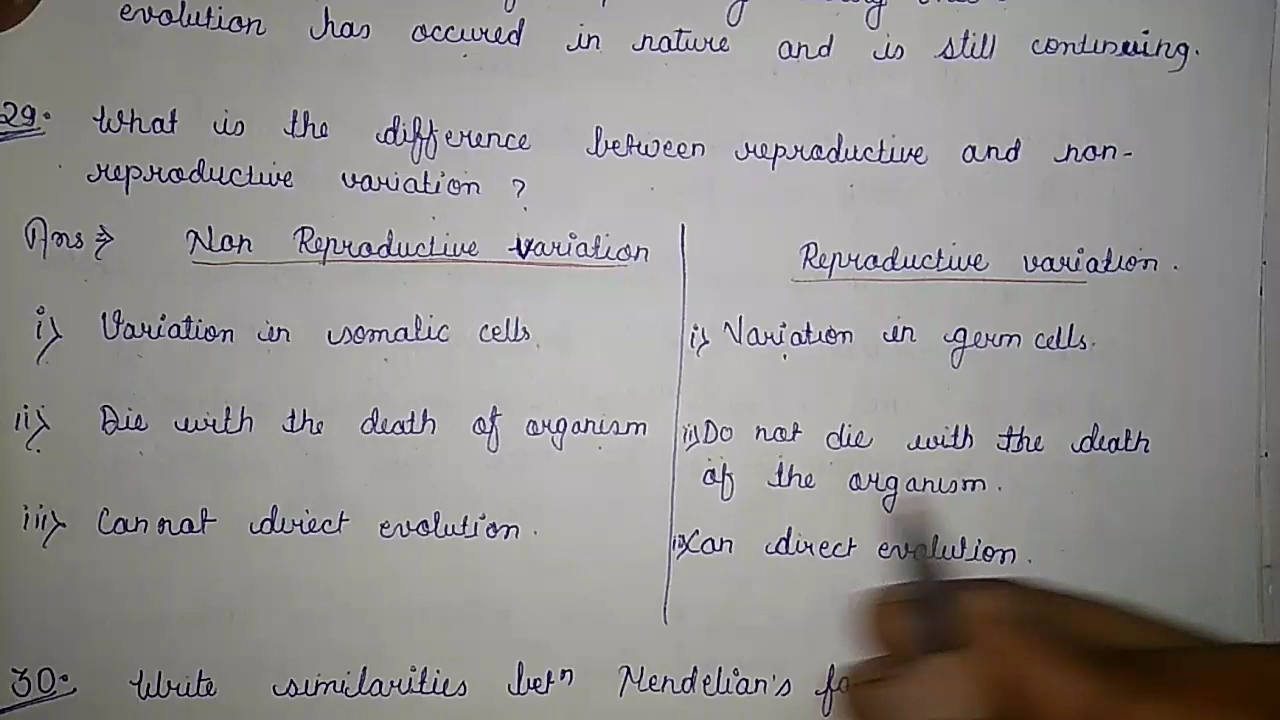 evolution has occured in nature and is still continuing.
29. What is the difference between reproductive and non-
reproductive variation ?
Ans ⇒ Non Reproductive variation
i) Variation in somatic cells.
ii) Die with the death of organism
iii) Cannot direct evolution.
Reproductive variation.
i) Variation in germ cells.
ii) Do not die with the death
of the organism.
Can direct evolution.
30. Write similarities betn Mendelian's